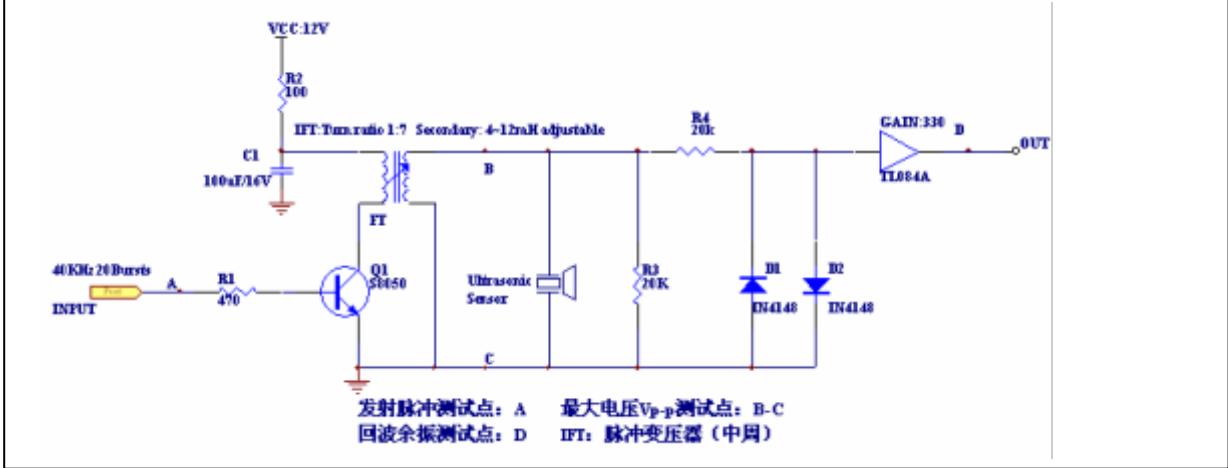 VCC:12V
R2
100
IFT:Turn.ratio 1:7 Secondary: 4~12mH adjustable
R4
20k
GAIN:330
D
OUT
C1
100uF/16V
B
TL084A
FT
40KHz 20Bursts
A
R1
Q1
S8050
INPUT
470
Ultrasonic
Sensor
R3
20K
D1
D2
IN4148
IN4148
C
发射脉冲测试点：A 最大电压Vp-p测试点：B-C
回波余振测试点：D IFT：脉冲变压器（中周）